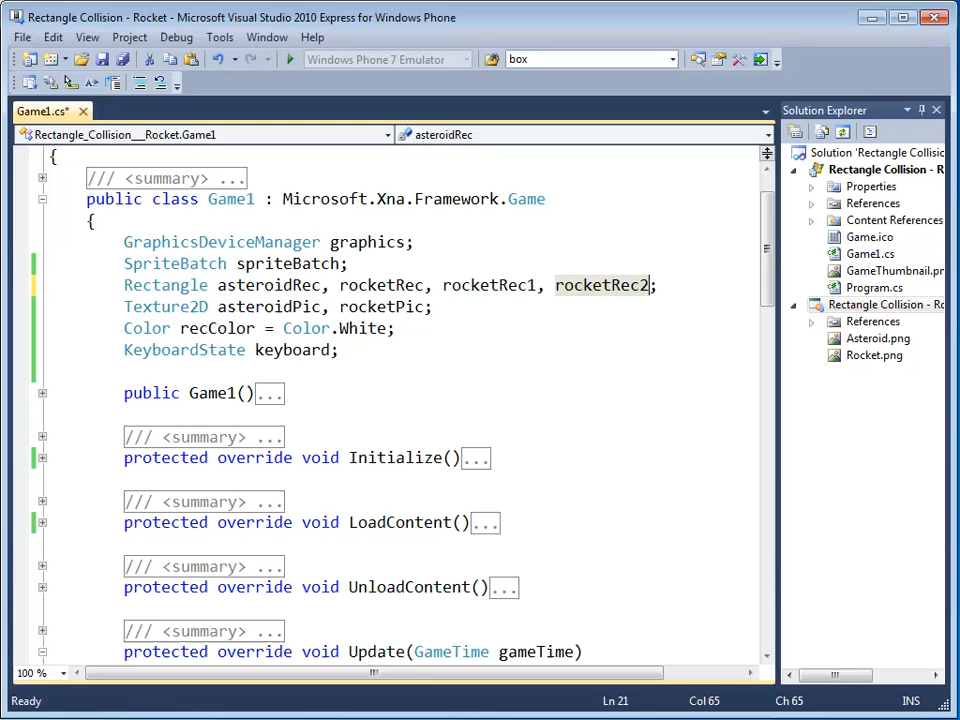 Rectangle Collision - Rocket - Microsoft Visual Studio 2010 Express for Windows Phone
File Edit View Project Debug Tools Window Help
Windows Phone 7 Emulator box
Game1.cs* Solution Explorer
Rectangle_Collision__Rocket.Game1 asteroidRec
{
/// <summary> ...
public class Game1 : Microsoft.Xna.Framework.Game
{
GraphicsDeviceManager graphics;
SpriteBatch spriteBatch;
Rectangle asteroidRec, rocketRec, rocketRec1, rocketRec2;
Texture2D asteroidPic, rocketPic;
Color recColor = Color.White;
KeyboardState keyboard;
public Game1()...
/// <summary> ...
protected override void Initialize()...
/// <summary> ...
protected override void LoadContent()...
/// <summary> ...
protected override void UnloadContent()...
/// <summary> ...
protected override void Update(GameTime gameTime)
Solution 'Rectangle Collisio
Rectangle Collision - R
Properties
References
Content References
Game.ico
Game1.cs
GameThumbnail.pn
Program.cs
Rectangle Collision - Ro
References
Asteroid.png
Rocket.png
100 %
Ready Ln 21 Col 65 Ch 65 INS